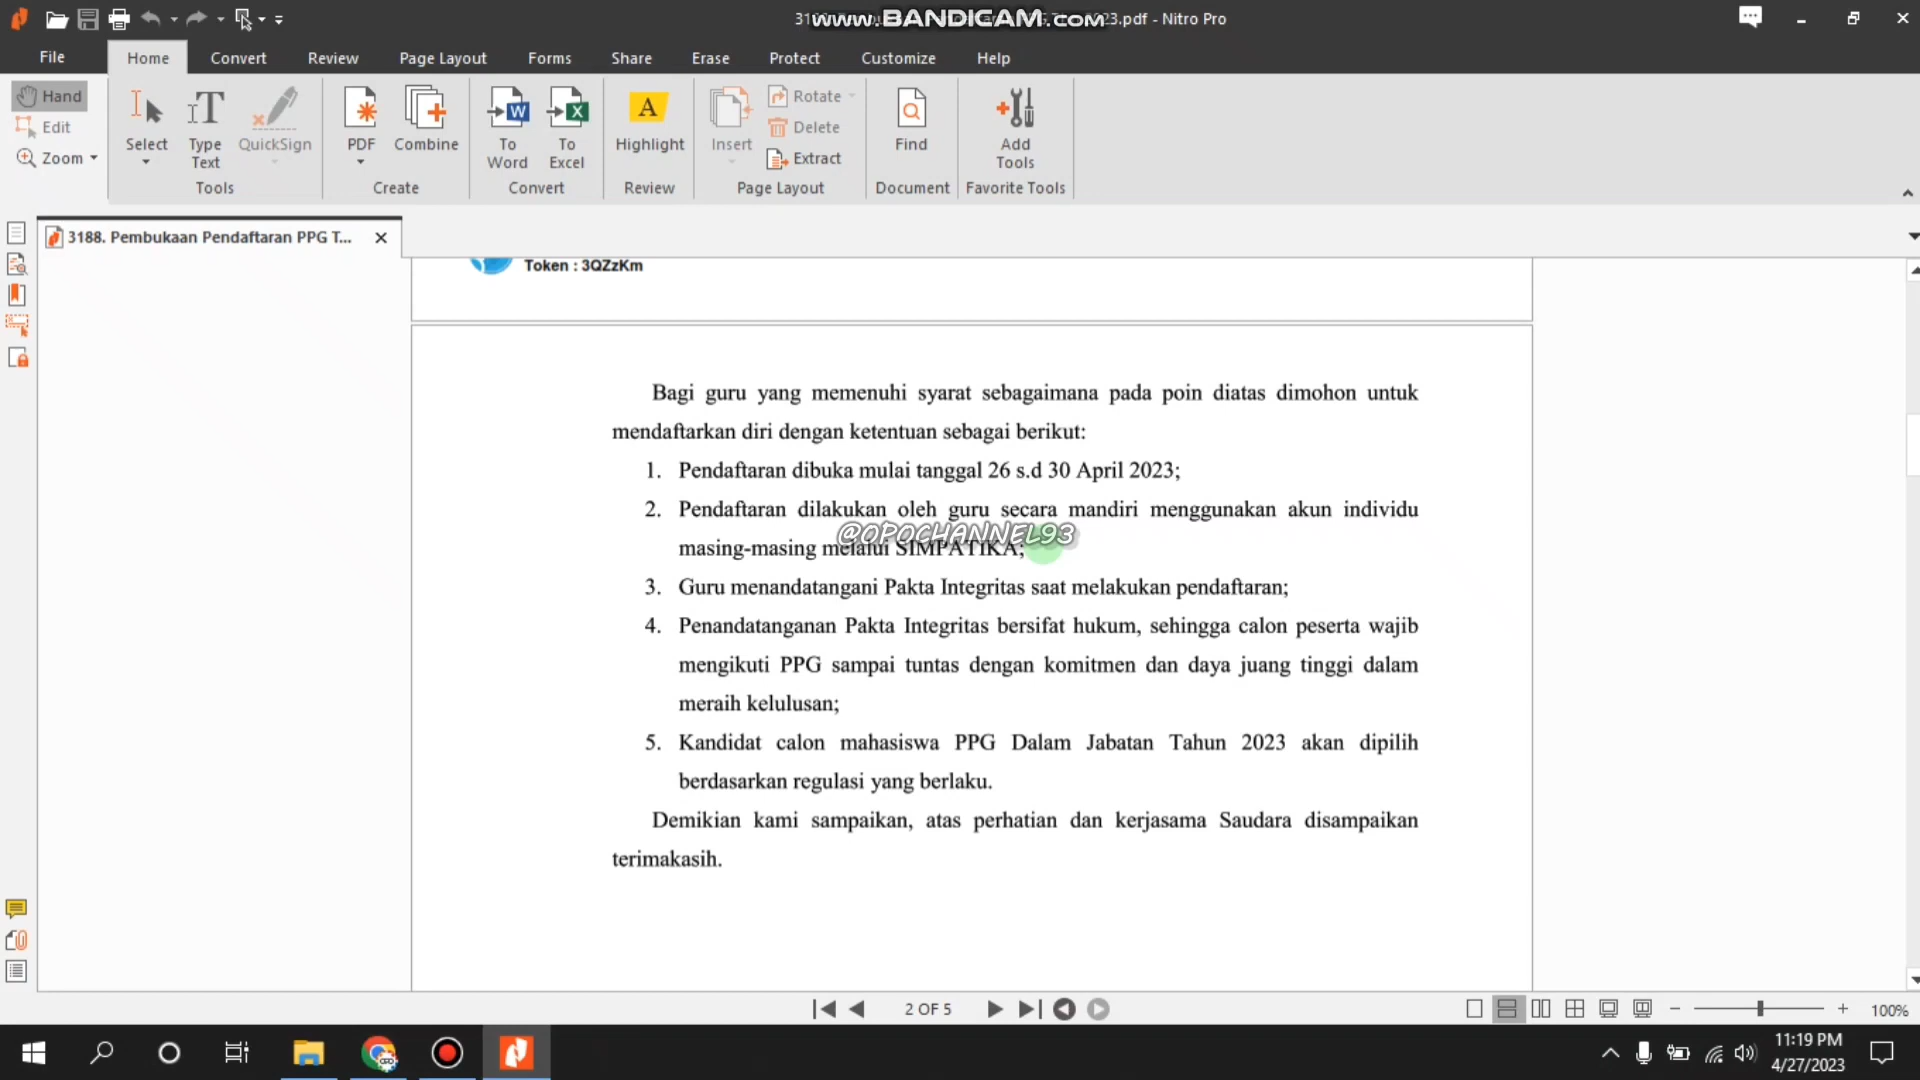 www.BANDICAM.com
23.pdf - Nitro Pro
File
Home
Convert
Review
Page Layout
Forms
Share
Erase
Protect
Customize
Help
Hand
Edit
Zoom
Select
Type Text
QuickSign
Tools
PDF
Combine
Create
To Word
To Excel
Convert
Highlight
Review
Insert
Rotate
Delete
Extract
Page Layout
Find
Document
Add Tools
Favorite Tools
3188. Pembukaan Pendaftaran PPG T...
Token : 3QZzKm
Bagi guru yang memenuhi syarat sebagaimana pada poin diatas dimohon untuk
mendaftarkan diri dengan ketentuan sebagai berikut:
1. Pendaftaran dibuka mulai tanggal 26 s.d 30 April 2023;
2. Pendaftaran dilakukan oleh guru secara mandiri menggunakan akun individu
@OPOCHANNEL93
masing-masing melalui SIMPATIKA;
3. Guru menandatangani Pakta Integritas saat melakukan pendaftaran;
4. Penandatanganan Pakta Integritas bersifat hukum, sehingga calon peserta wajib
mengikuti PPG sampai tuntas dengan komitmen dan daya juang tinggi dalam
meraih kelulusan;
5. Kandidat calon mahasiswa PPG Dalam Jabatan Tahun 2023 akan dipilih
berdasarkan regulasi yang berlaku.
Demikian kami sampaikan, atas perhatian dan kerjasama Saudara disampaikan
terimakasih.
2 OF 5
100%
11:19 PM
4/27/2023